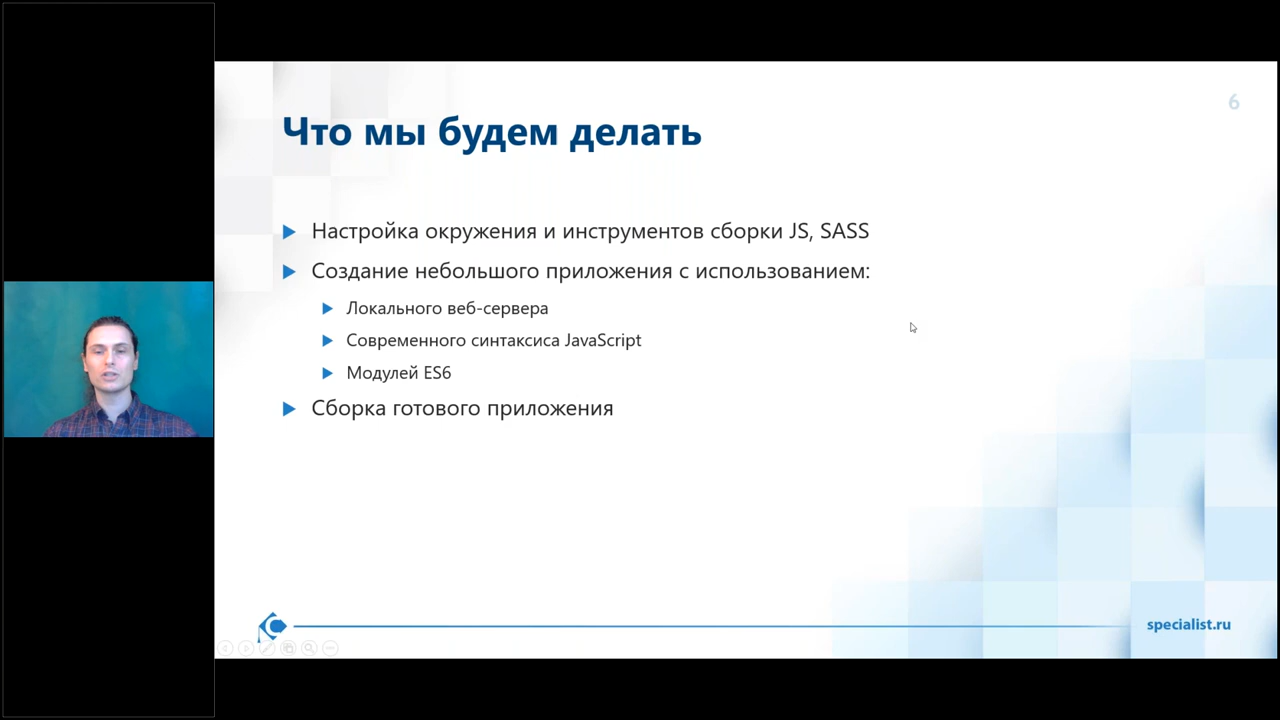 6
Что мы будем делать
Настройка окружения и инструментов сборки JS, SASS
Создание небольшого приложения с использованием:
Локального веб-сервера
Современного синтаксиса JavaScript
Модулей ES6
Сборка готового приложения
specialist.ru